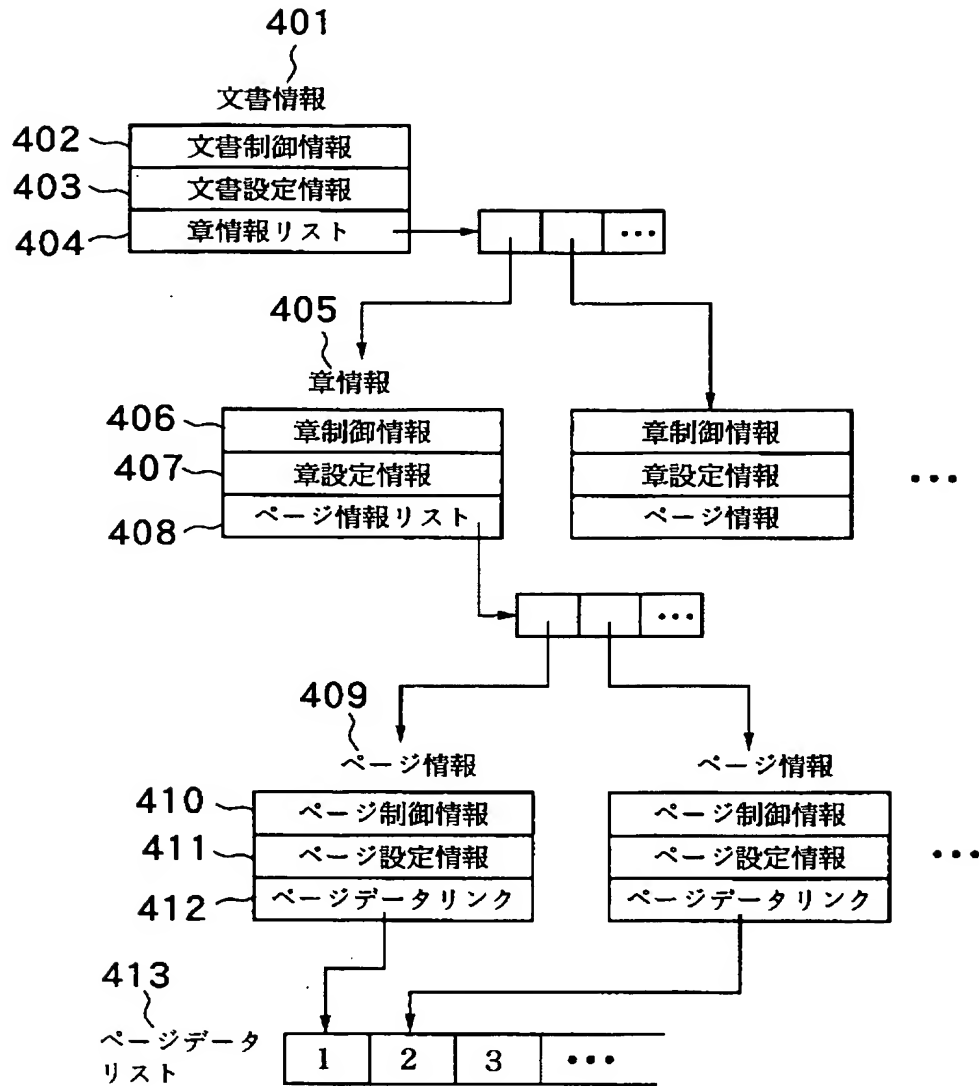 401
文書情報
402 文書制御情報
403 文書設定情報
404 章情報リスト
•••
405
章情報
406 章制御情報 章制御情報
407 章設定情報 章設定情報 •••
408 ページ情報リスト ページ情報
•••
409
ページ情報 ページ情報
410 ページ制御情報 ページ制御情報
411 ページ設定情報 ページ設定情報 •••
412 ページデータリンク ページデータリンク
413
ページデータ
リスト
1 2 3 •••